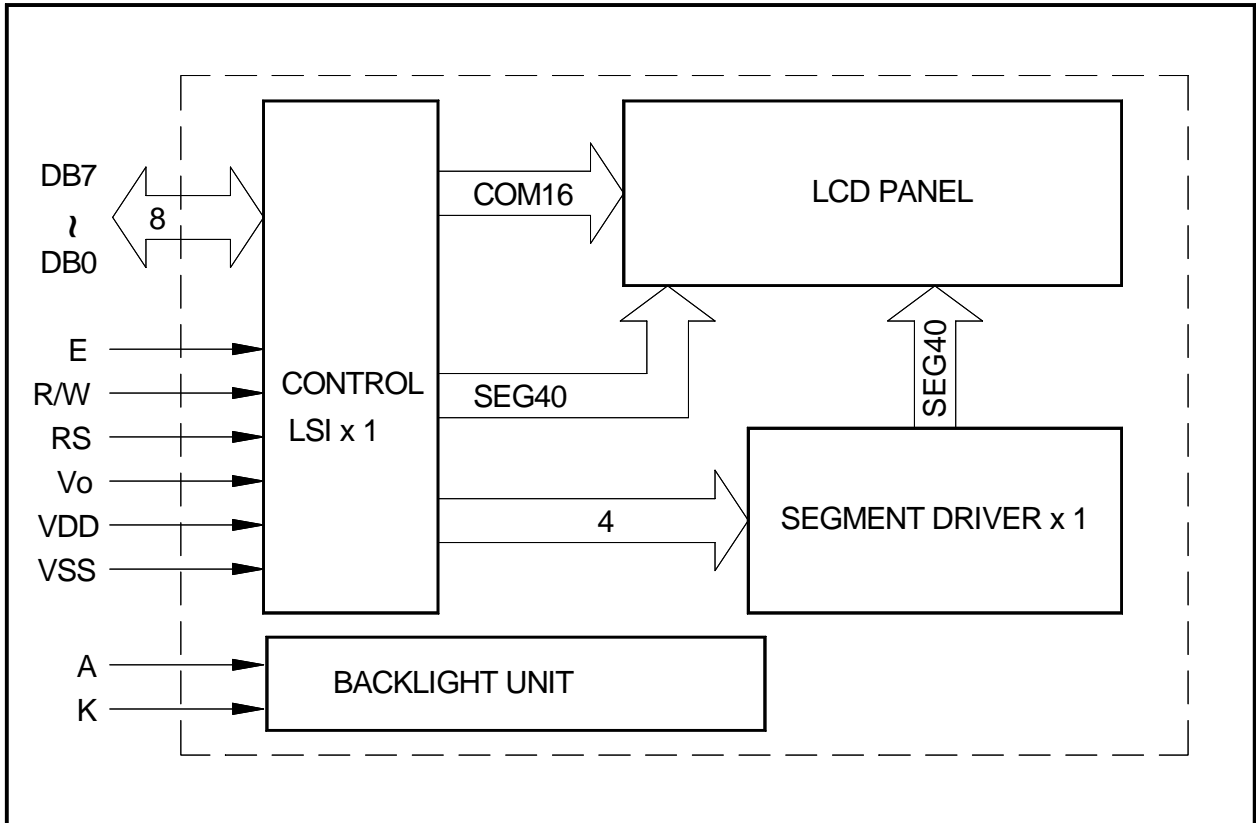 DB7
~
DB0
8
E
R/W
RS
Vo
VDD
VSS
A
K
CONTROL
LSI x 1
COM16
SEG40
4
LCD PANEL
SEG40
SEGMENT DRIVER x 1
BACKLIGHT UNIT